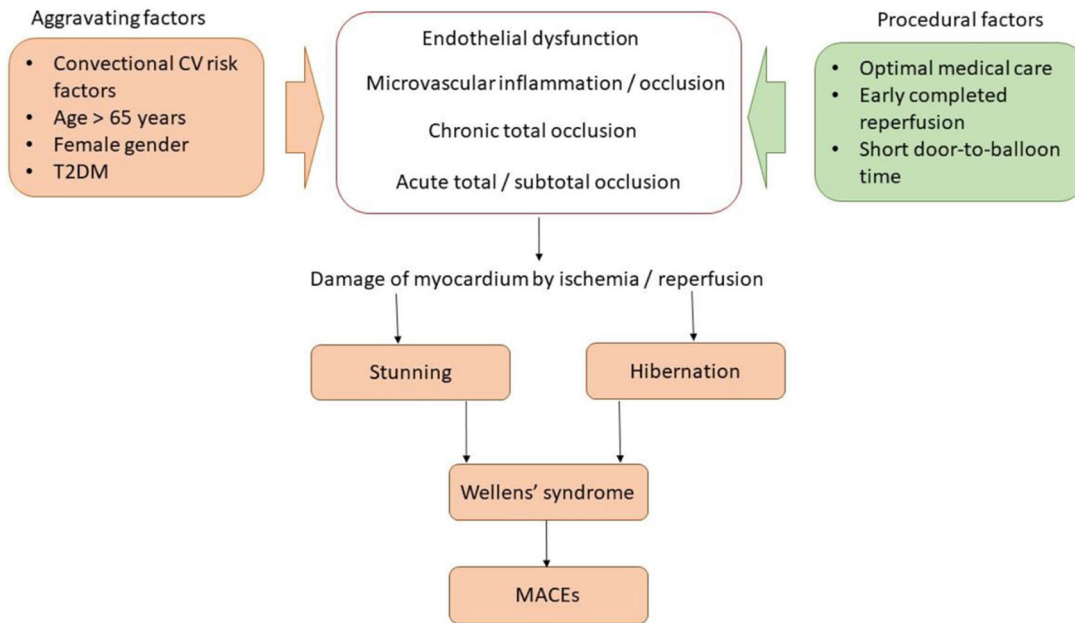 Aggravating factors
• Convectional CV risk
factors
• Age > 65 years
• Female gender
• T2DM
Endothelial dysfunction
Microvascular inflammation / occlusion
Chronic total occlusion
Acute total / subtotal occlusion
Procedural factors
• Optimal medical care
• Early completed
reperfusion
• Short door-to-balloon
time
Damage of myocardium by ischemia / reperfusion
Stunning
Hibernation
Wellens’ syndrome
MACEs